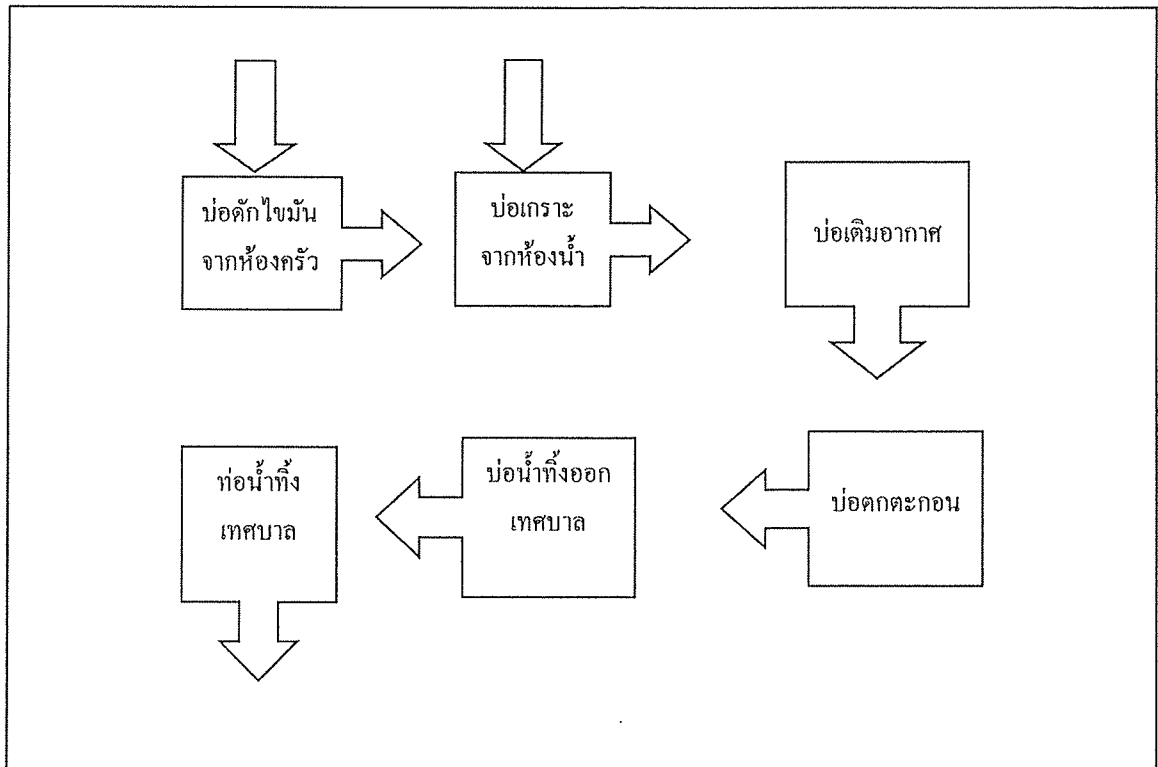 บ่อดักไขมัน
จากห้องครัว
บ่อเกราะ
จากห้องน้ำ
บ่อเติมอากาศ
ท่อน้ำทิ้ง
เทศบาล
บ่อน้ำทิ้งออก
เทศบาล
บ่อตกตะกอน